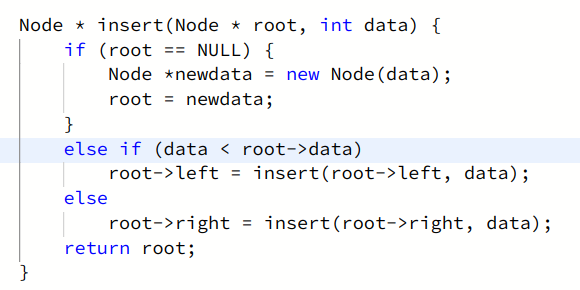 Node * insert(Node * root, int data) {
    if (root == NULL) {
        Node *newdata = new Node(data);
        root = newdata;
    }
    else if (data < root->data)
        root->left = insert(root->left, data);
    else
        root->right = insert(root->right, data);
    return root;
}